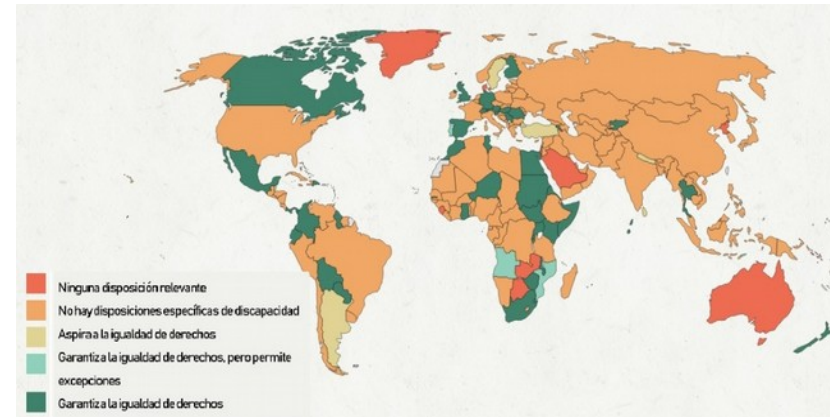 Ninguna disposición relevante
No hay disposiciones específicas de discapacidad
Aspira a la igualdad de derechos
Garantiza la igualdad de derechos, pero permite
excepciones
Garantiza la igualdad de derechos